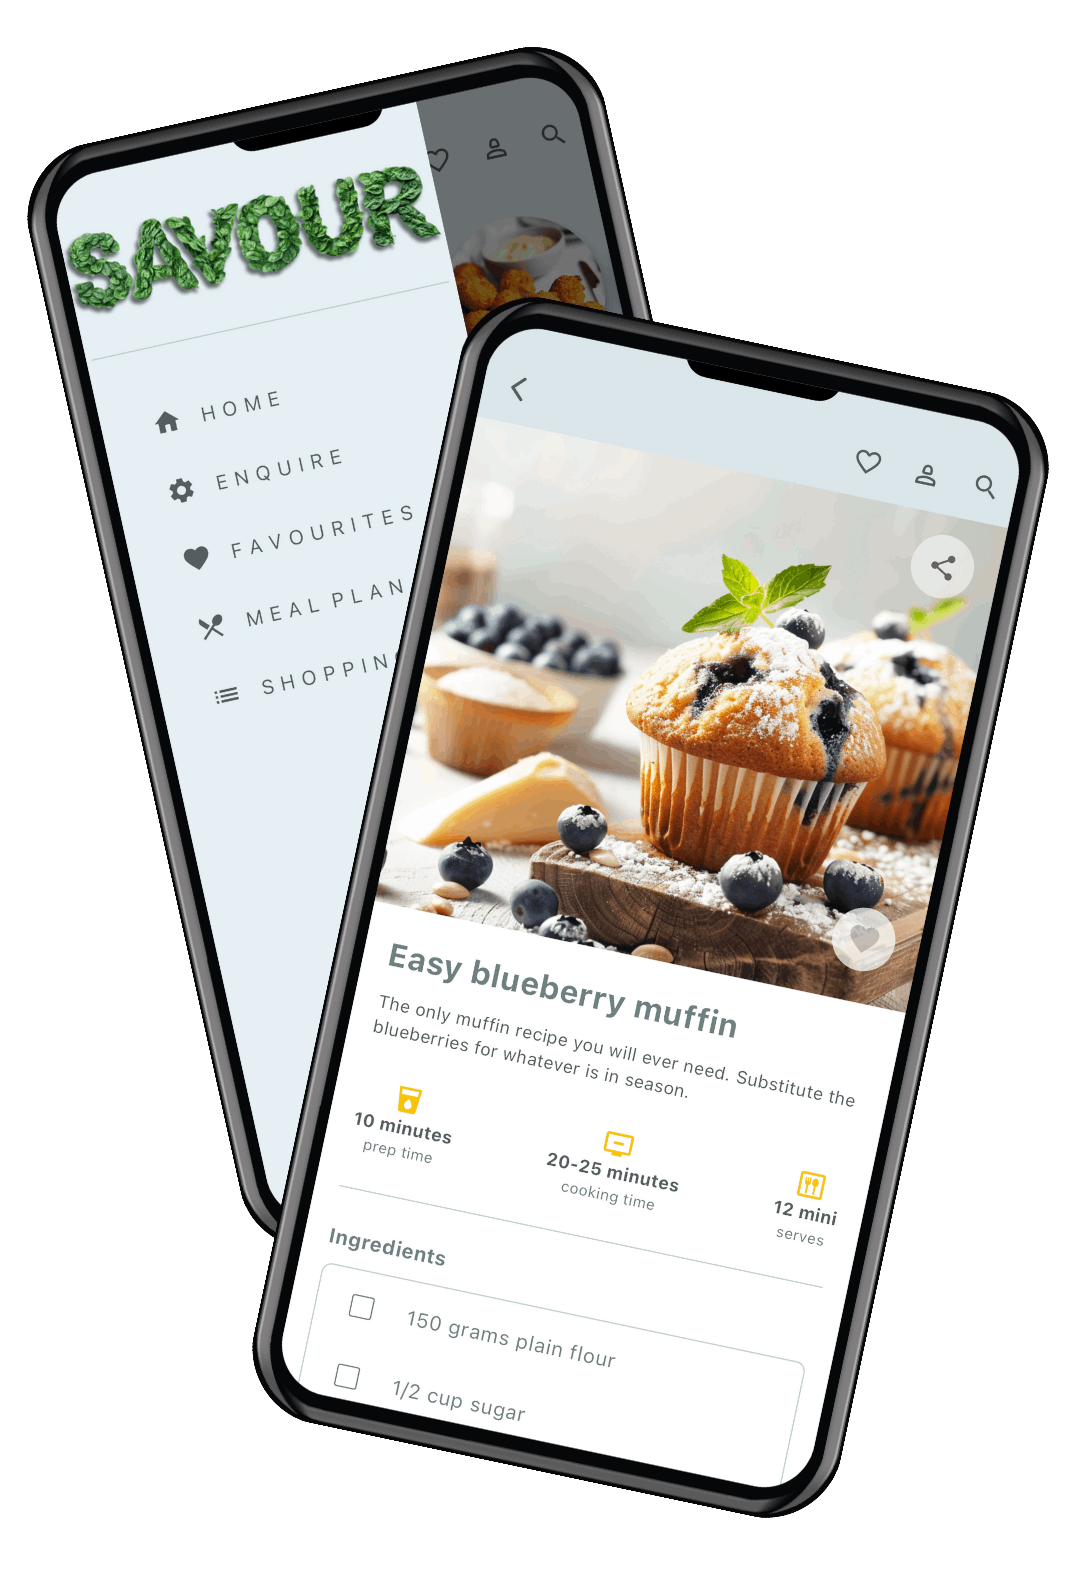 SAVOUR
HOME
ENQUIRE
FAVOURITES
MEAL PLAN
Easy blueberry muffin
The only muffin recipe you will ever need. Substitute the
blueberries for whatever is in season.
10 minutes
prep time
20-25 minutes
cooking time
12 mini
serves
Ingredients
150 grams plain flour
1/2 cup sugar